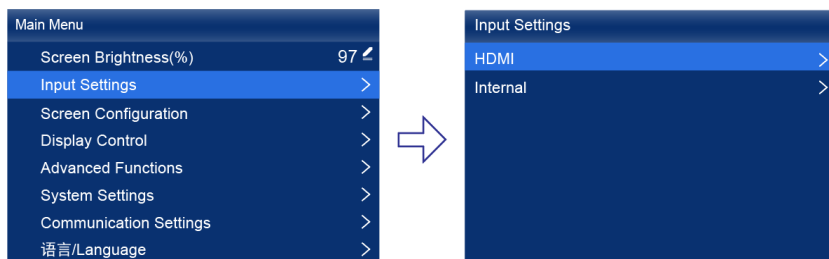 Main Menu
Screen Brightness(%) 97
Input Settings
Screen Configuration
Display Control
Advanced Functions
System Settings
Communication Settings
语言/Language
Input Settings
HDMI
Internal